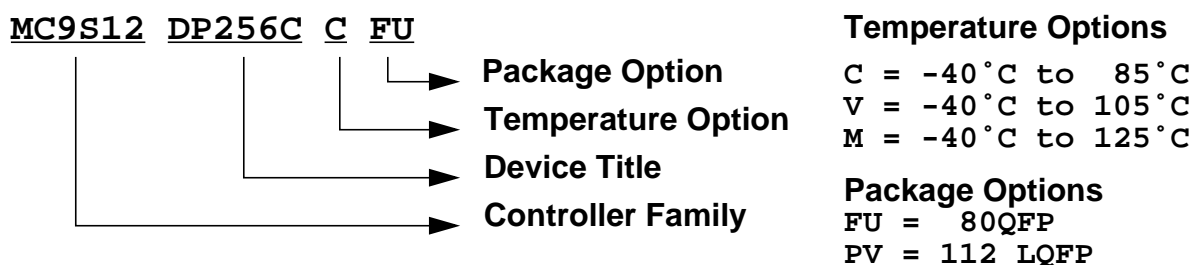 MC9S12 DP256C C FU
Package Option
Temperature Option
Device Title
Controller Family
Temperature Options
C = -40˚C to 85˚C
V = -40˚C to 105˚C
M = -40˚C to 125˚C
Package Options
FU = 80QFP
PV = 112 LQFP